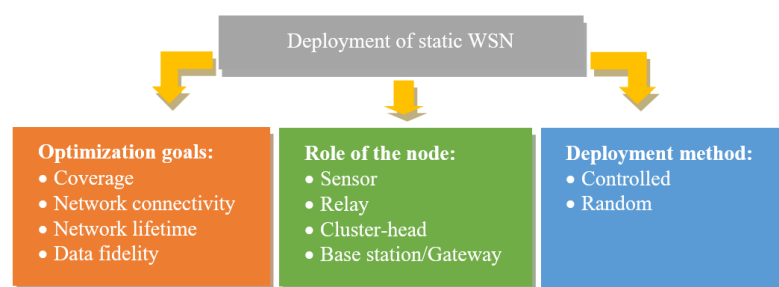 Deployment of static WSN
Optimization goals:
• Coverage
• Network connectivity
• Network lifetime
• Data fidelity
Role of the node:
• Sensor
• Relay
• Cluster-head
• Base station/Gateway
Deployment method:
• Controlled
• Random